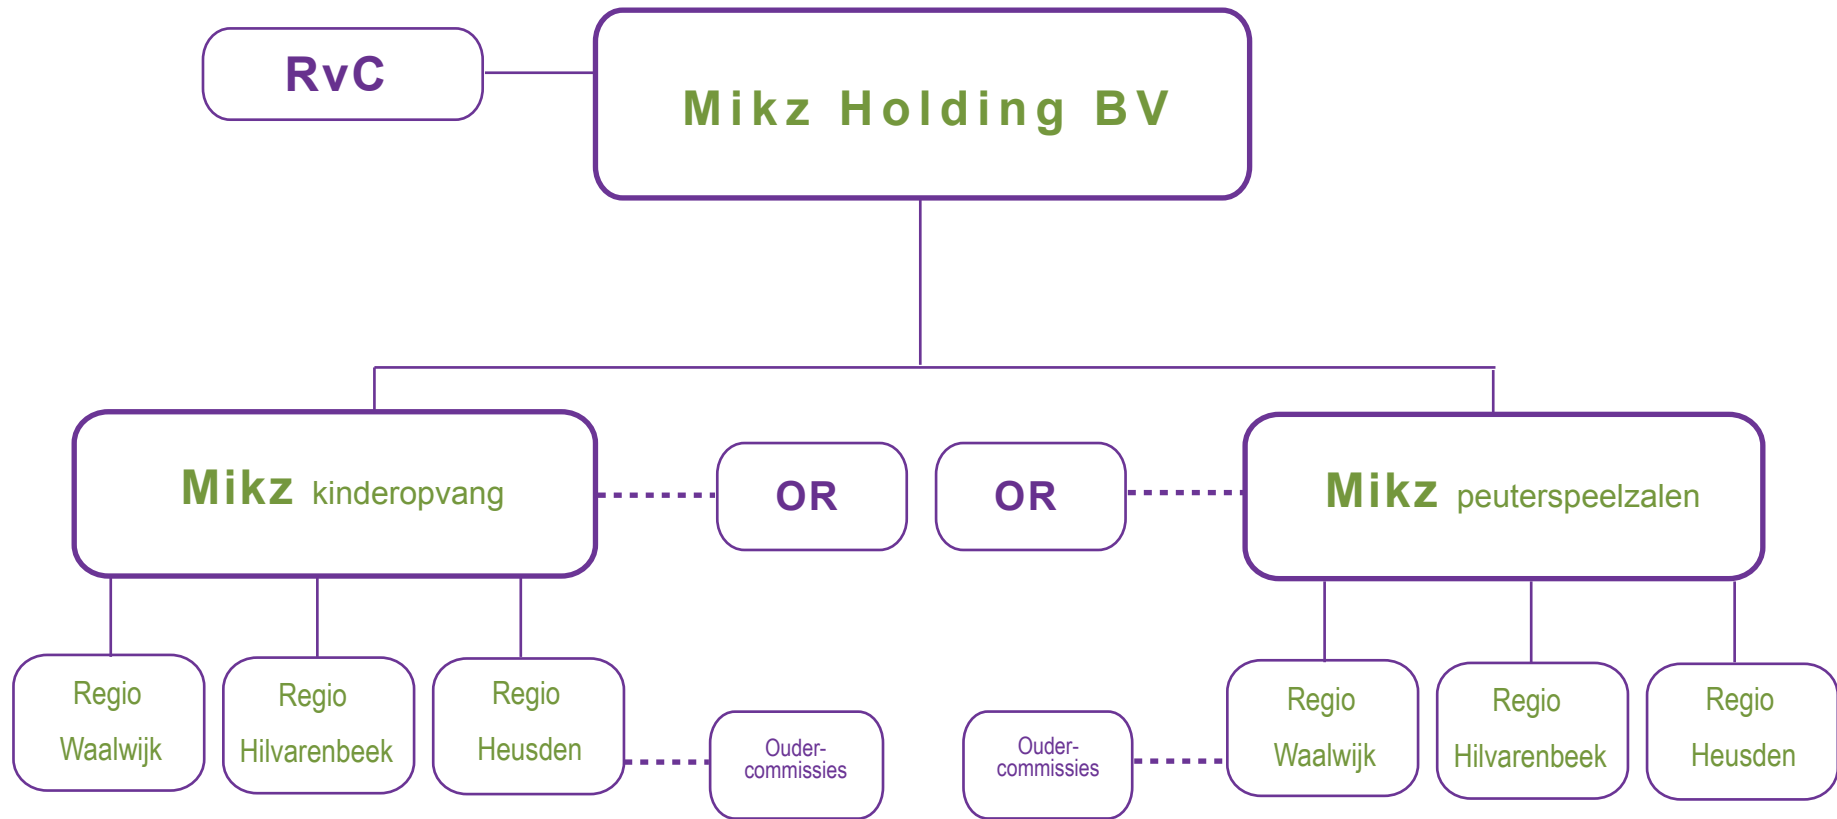 RvC
Mikz Holding BV
Mikz kinderopvang
OR
OR
Mikz peuterspeelzalen
Regio
Waalwijk
Regio
Hilvarenbeek
Regio
Heusden
Ouder-
commissies
Ouder-
commissies
Regio
Waalwijk
Regio
Hilvarenbeek
Regio
Heusden